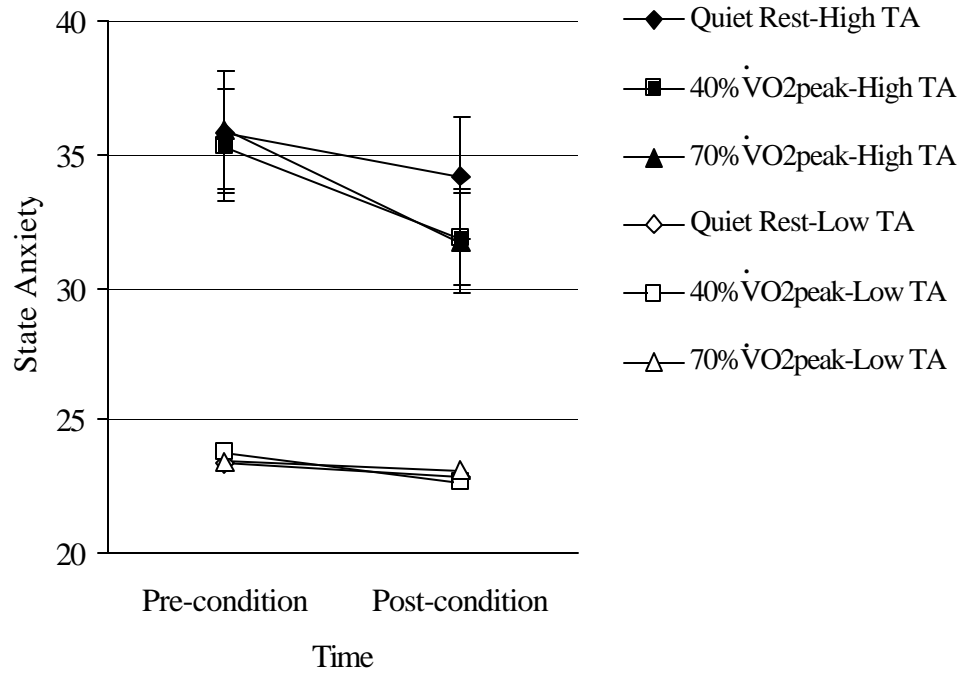 40
35
30
25
20
State Anxiety
Pre-condition Post-condition
Time
Quiet Rest-High TA
40% V̇O2peak-High TA
70% V̇O2peak-High TA
Quiet Rest-Low TA
40% V̇O2peak-Low TA
70% V̇O2peak-Low TA